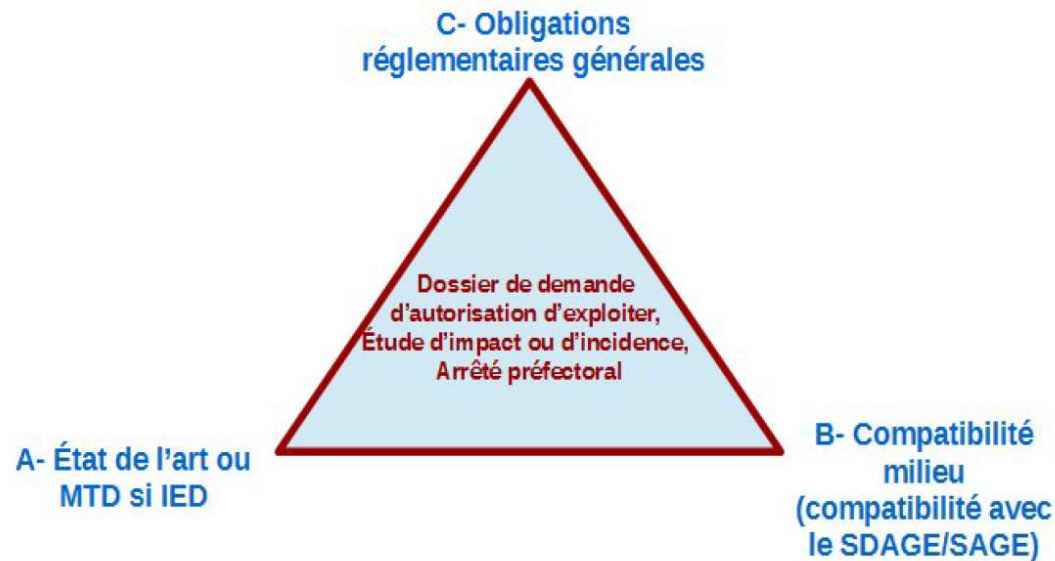 C- Obligations
réglementaires générales
Dossier de demande
d'autorisation d'exploiter,
Étude d'impact ou d'incidence,
Arrêté préfectoral
A- État de l'art ou
MTD si IED
B- Compatibilité
milieu
(compatibilité avec
le SDAGE/SAGE)